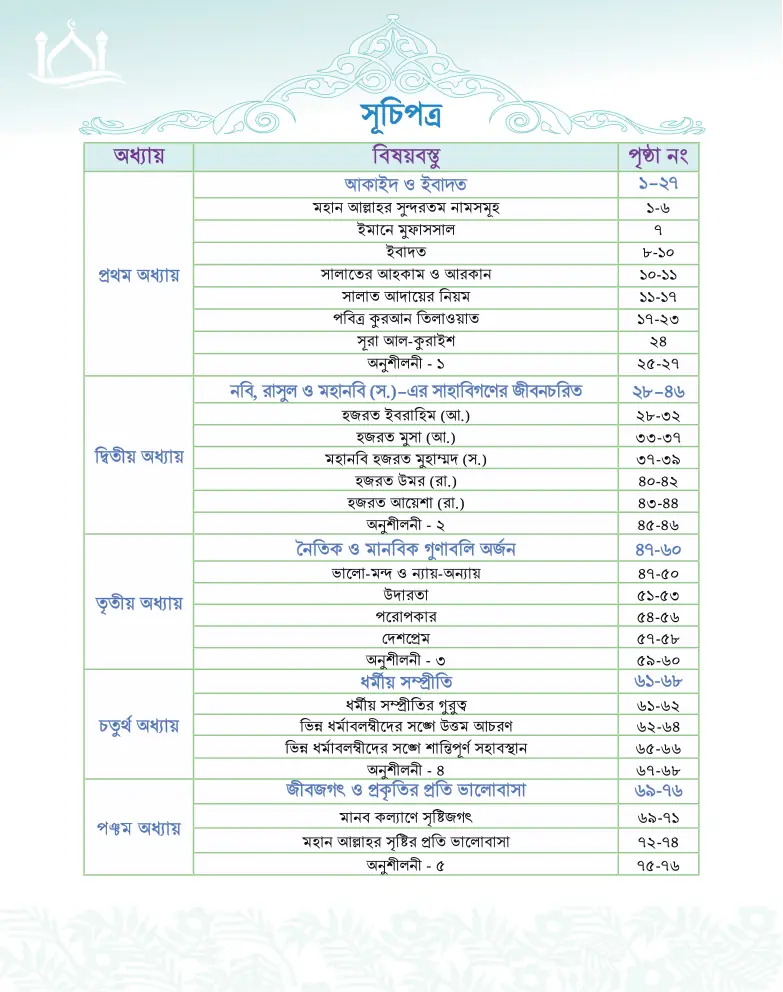 সূচিপত্র
অধ্যায় বিষয়বস্তু পৃষ্ঠা নং
আকাইদ ও ইবাদত ১–২৭
মহান আল্লাহর সুন্দরতম নামসমূহ ১-৬
ইমানে মুফাসসাল ৭
ইবাদত ৮-১০
প্রথম অধ্যায় সালাতের আহকাম ও আরকান ১০-১১
সালাত আদায়ের নিয়ম ১১-১৭
পবিত্র কুরআন তিলাওয়াত ১৭-২৩
সূরা আল-কুরাইশ ২৪
অনুশীলনী - ১ ২৫-২৭
নবি, রাসুল ও মহানবি (স.)–এর সাহাবিগণের জীবনচরিত ২৮–৪৬
হজরত ইবরাহিম (আ.) ২৮-৩২
হজরত মুসা (আ.) ৩৩-৩৭
দ্বিতীয় অধ্যায় মহানবি হজরত মুহাম্মদ (স.) ৩৭-৩৯
হজরত উমর (রা.) ৪০-৪২
হজরত আয়েশা (রা.) ৪৩-৪৪
অনুশীলনী - ২ ৪৫-৪৬
নৈতিক ও মানবিক গুণাবলি অর্জন ৪৭-৬০
ভালো-মন্দ ও ন্যায়-অন্যায় ৪৭-৫০
তৃতীয় অধ্যায় উদারতা ৫১-৫৩
পরোপকার ৫৪-৫৬
দেশপ্রেম ৫৭-৫৮
অনুশীলনী - ৩ ৫৯-৬০
ধর্মীয় সম্প্রীতি ৬১-৬৮
ধর্মীয় সম্প্রীতির গুরুত্ব ৬১-৬২
চতুর্থ অধ্যায় ভিন্ন ধর্মাবলম্বীদের সঙ্গে উত্তম আচরণ ৬২-৬৪
ভিন্ন ধর্মাবলম্বীদের সঙ্গে শান্তিপূর্ণ সহাবস্থান ৬৫-৬৬
অনুশীলনী - ৪ ৬৭-৬৮
জীবজগৎ ও প্রকৃতির প্রতি ভালোবাসা ৬৯-৭৬
পঞ্চম অধ্যায় মানব কল্যাণে সৃষ্টিজগৎ ৬৯-৭১
মহান আল্লাহর সৃষ্টির প্রতি ভালোবাসা ৭২-৭৪
অনুশীলনী - ৫ ৭৫-৭৬